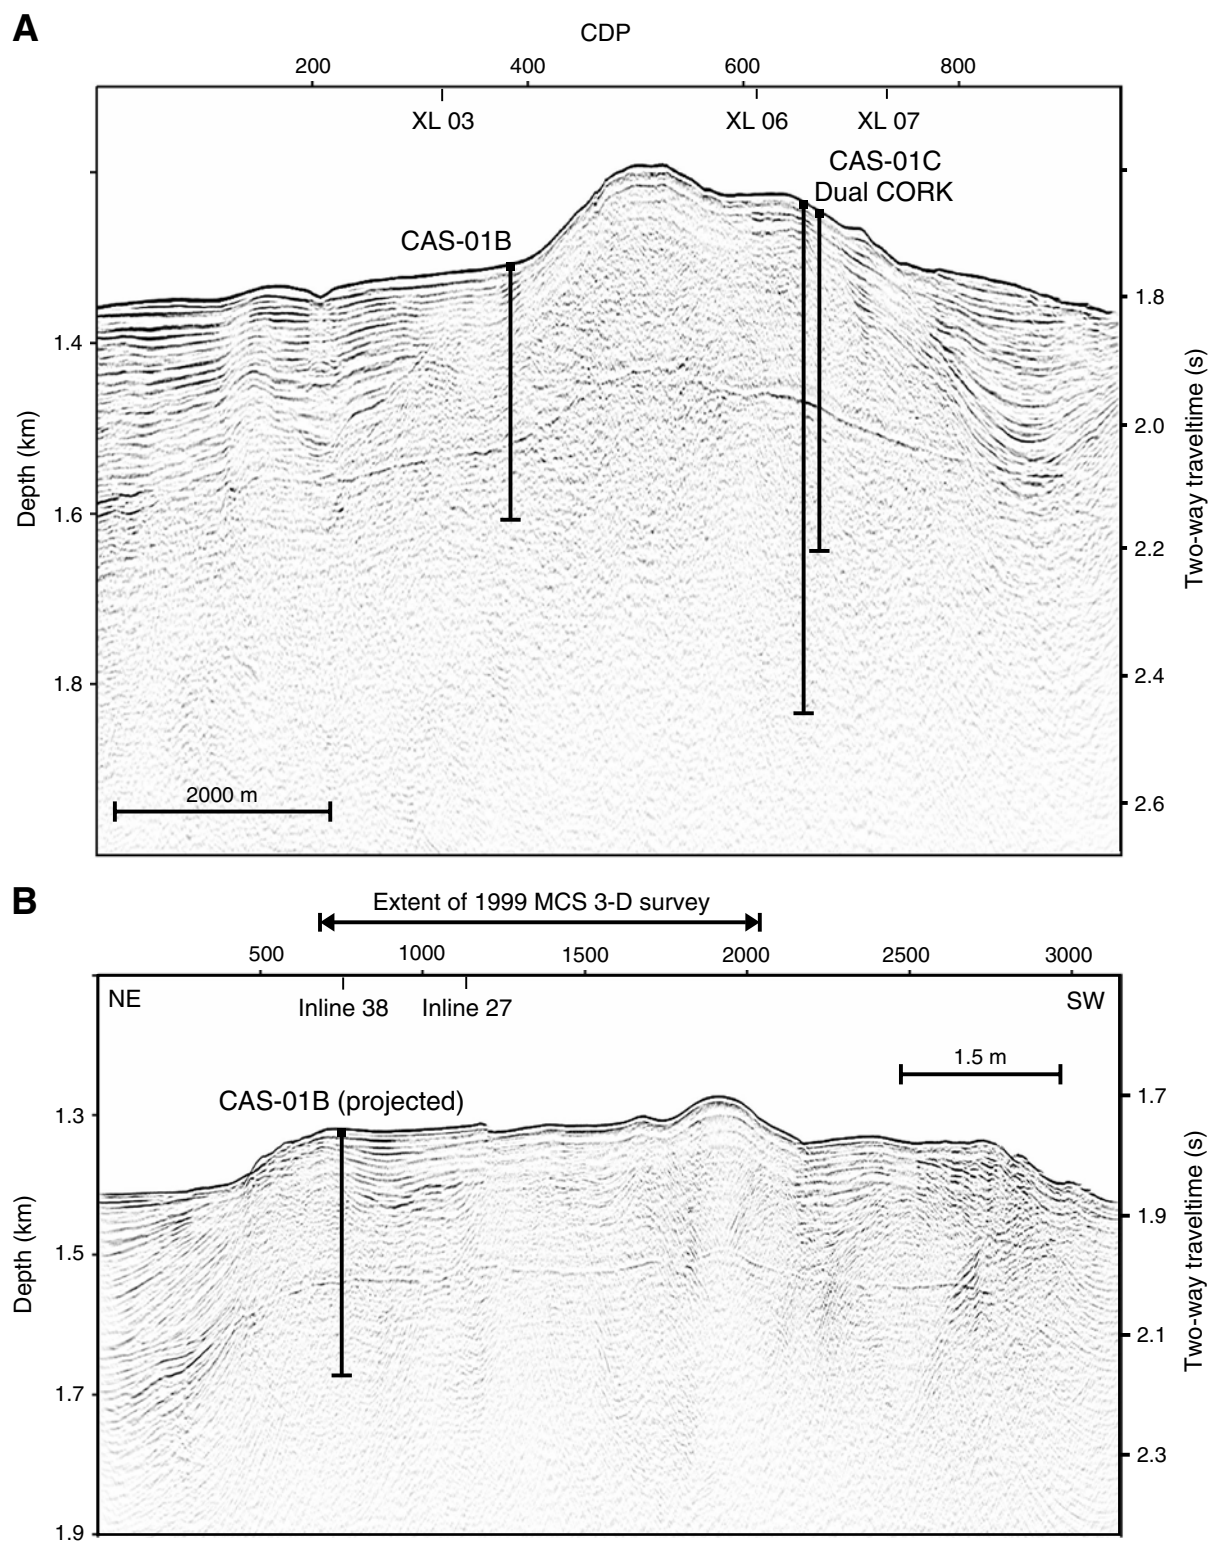 A
CDP
200 400 600 800
XL 03 XL 06 XL 07
CAS-01C
Dual CORK
CAS-01B
1.4
1.6
1.8
Depth (km)
1.8
2.0
2.2
2.4
2.6
Two-way traveltime (s)
2000 m
B
Extent of 1999 MCS 3-D survey
500 1000 1500 2000 2500 3000
NE Inline 38 Inline 27 SW
1.5 m
CAS-01B (projected)
1.3
1.5
1.7
1.9
Depth (km)
1.7
1.9
2.1
2.3
Two-way traveltime (s)